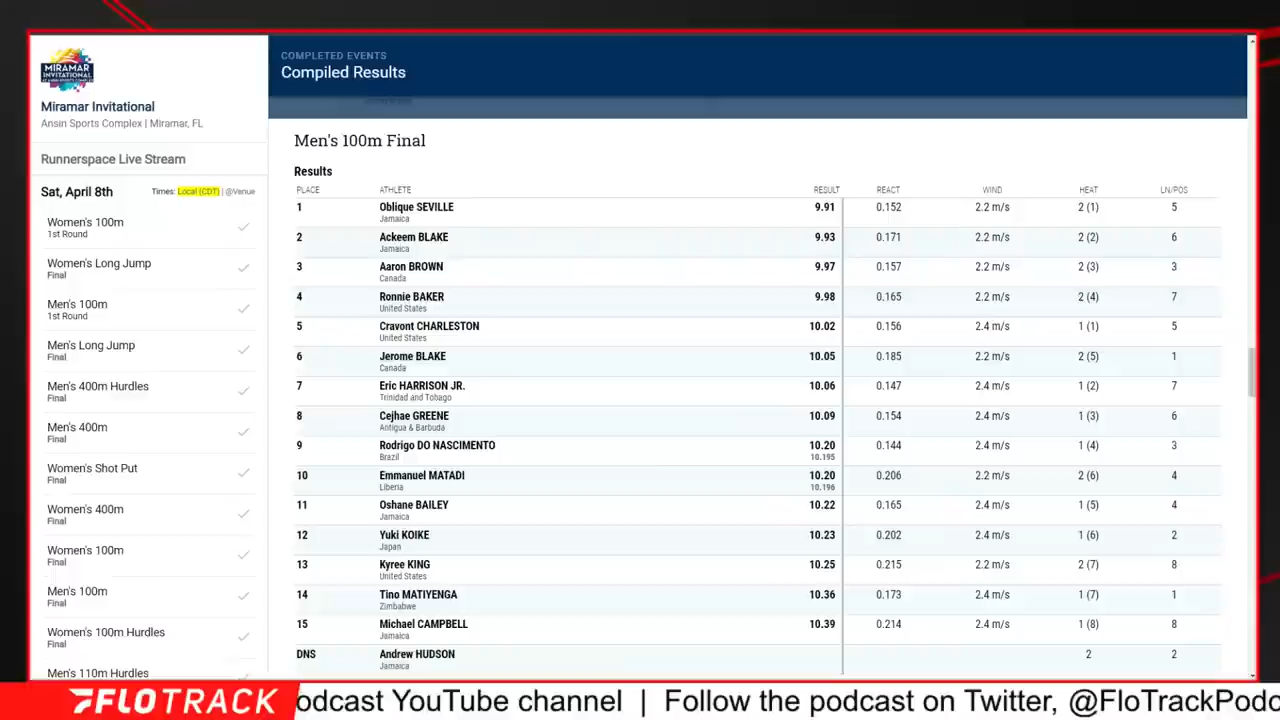 MIRAMAR
INVITATIONAL
Miramar Invitational
Ansin Sports Complex | Miramar, FL
Runnerspace Live Stream
Sat, April 8th Times: Local (CDT) | @Venue
Women's 100m
1st Round
Women's Long Jump
Final
Men's 100m
1st Round
Men's Long Jump
Final
Men's 400m Hurdles
Final
Men's 400m
Final
Women's Shot Put
Final
Women's 400m
Final
Women's 100m
Final
Men's 100m
Final
Women's 100m Hurdles
Final
Men's 110m Hurdles
COMPLETED EVENTS
Compiled Results
Men's 100m Final
Results
PLACE ATHLETE RESULT REACT WIND HEAT LN/POS
1 Oblique SEVILLE 9.91 0.152 2.2 m/s 2 (1) 5
Jamaica
2 Ackeem BLAKE 9.93 0.171 2.2 m/s 2 (2) 6
Jamaica
3 Aaron BROWN 9.97 0.157 2.2 m/s 2 (3) 3
Canada
4 Ronnie BAKER 9.98 0.165 2.2 m/s 2 (4) 7
United States
5 Cravont CHARLESTON 10.02 0.156 2.4 m/s 1 (1) 5
United States
6 Jerome BLAKE 10.05 0.185 2.2 m/s 2 (5) 1
Canada
7 Eric HARRISON JR. 10.06 0.147 2.4 m/s 1 (2) 7
Trinidad and Tobago
8 Cejhae GREENE 10.09 0.154 2.4 m/s 1 (3) 6
Antigua & Barbuda
9 Rodrigo DO NASCIMENTO 10.20 0.144 2.4 m/s 1 (4) 3
Brazil 10.195
10 Emmanuel MATADI 10.20 0.206 2.2 m/s 2 (6) 4
Liberia 10.196
11 Oshane BAILEY 10.22 0.165 2.4 m/s 1 (5) 4
Jamaica
12 Yuki KOIKE 10.23 0.202 2.4 m/s 1 (6) 2
Japan
13 Kyree KING 10.25 0.215 2.2 m/s 2 (7) 8
United States
14 Tino MATIYENGA 10.36 0.173 2.4 m/s 1 (7) 1
Zimbabwe
15 Michael CAMPBELL 10.39 0.214 2.4 m/s 1 (8) 8
Jamaica
DNS Andrew HUDSON 2 2
Jamaica
FLOTRACK odcast YouTube channel | Follow the podcast on Twitter, @FloTrackPodc